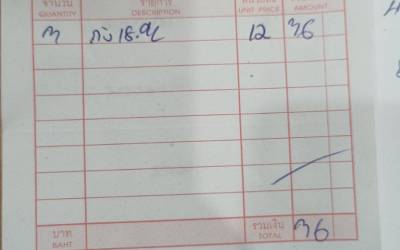 จำนวน รายการ
QUANTITY DESCRIPTION UNIT PRICE AMOUNT
3 12 36
บาท รวมเงิน
BAHT TOTAL 36